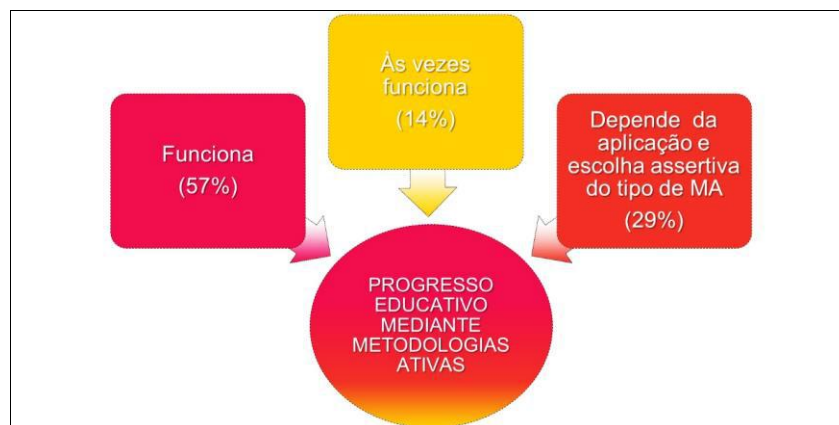 Às vezes
funciona
(14%)
Funciona
(57%)
Depende da
aplicação e
escolha assertiva
do tipo de MA
(29%)
PROGRESSO
EDUCATIVO
MEDIANTE
METODOLOGIAS
ATIVAS